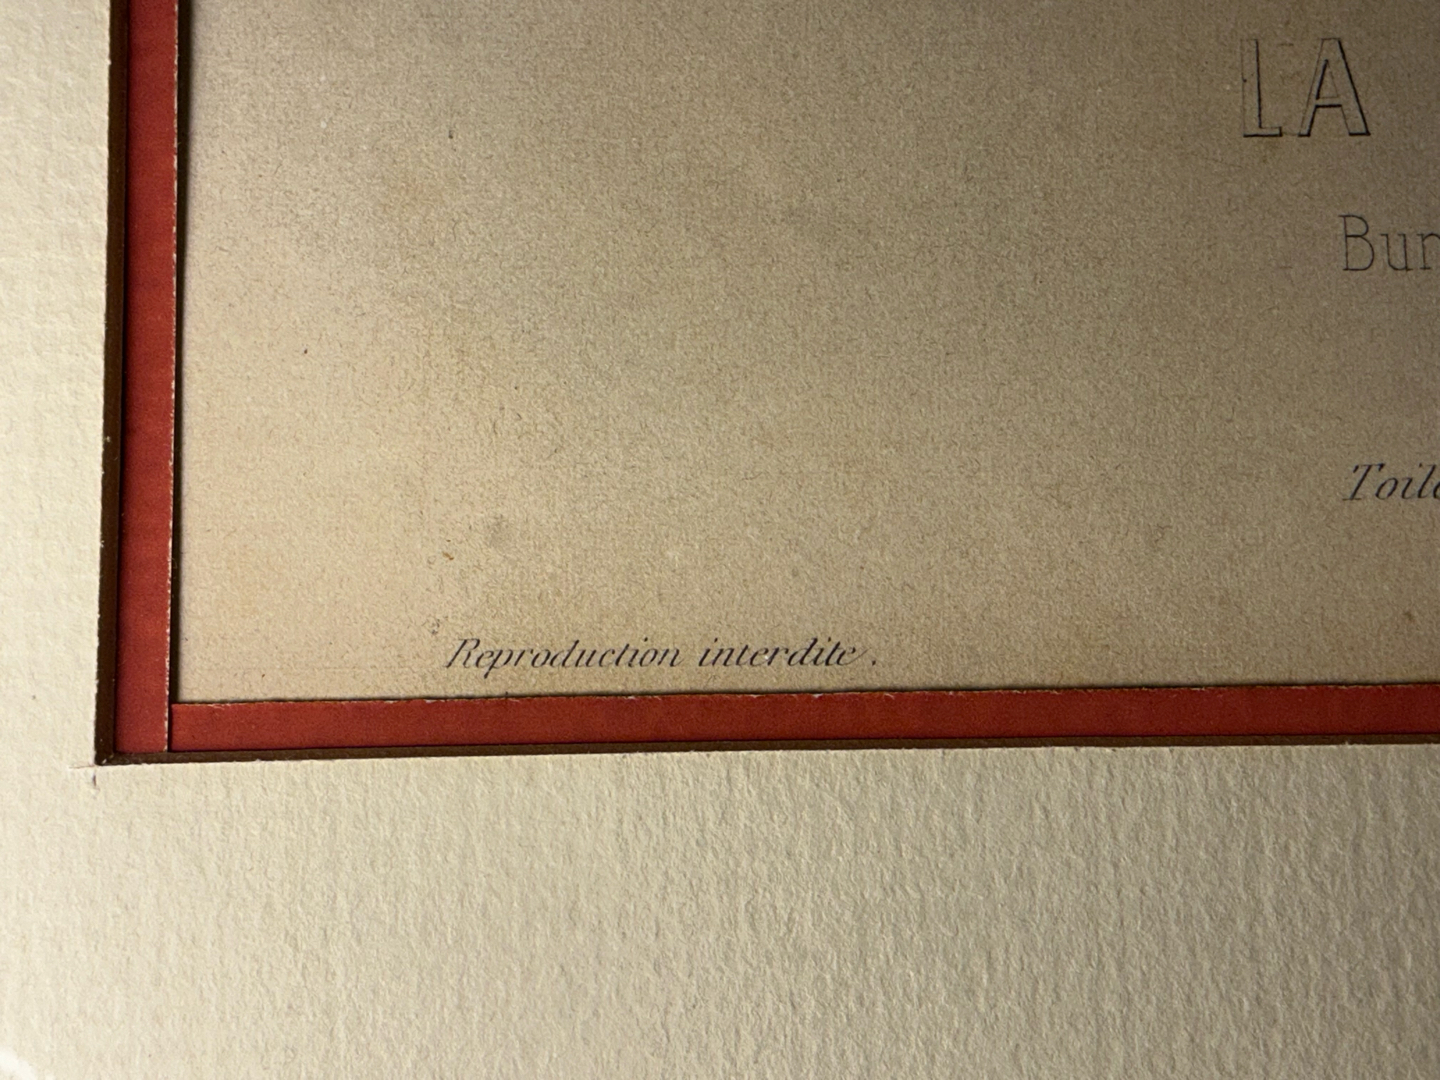 LA
Bur
Toile
Reproduction interdite.